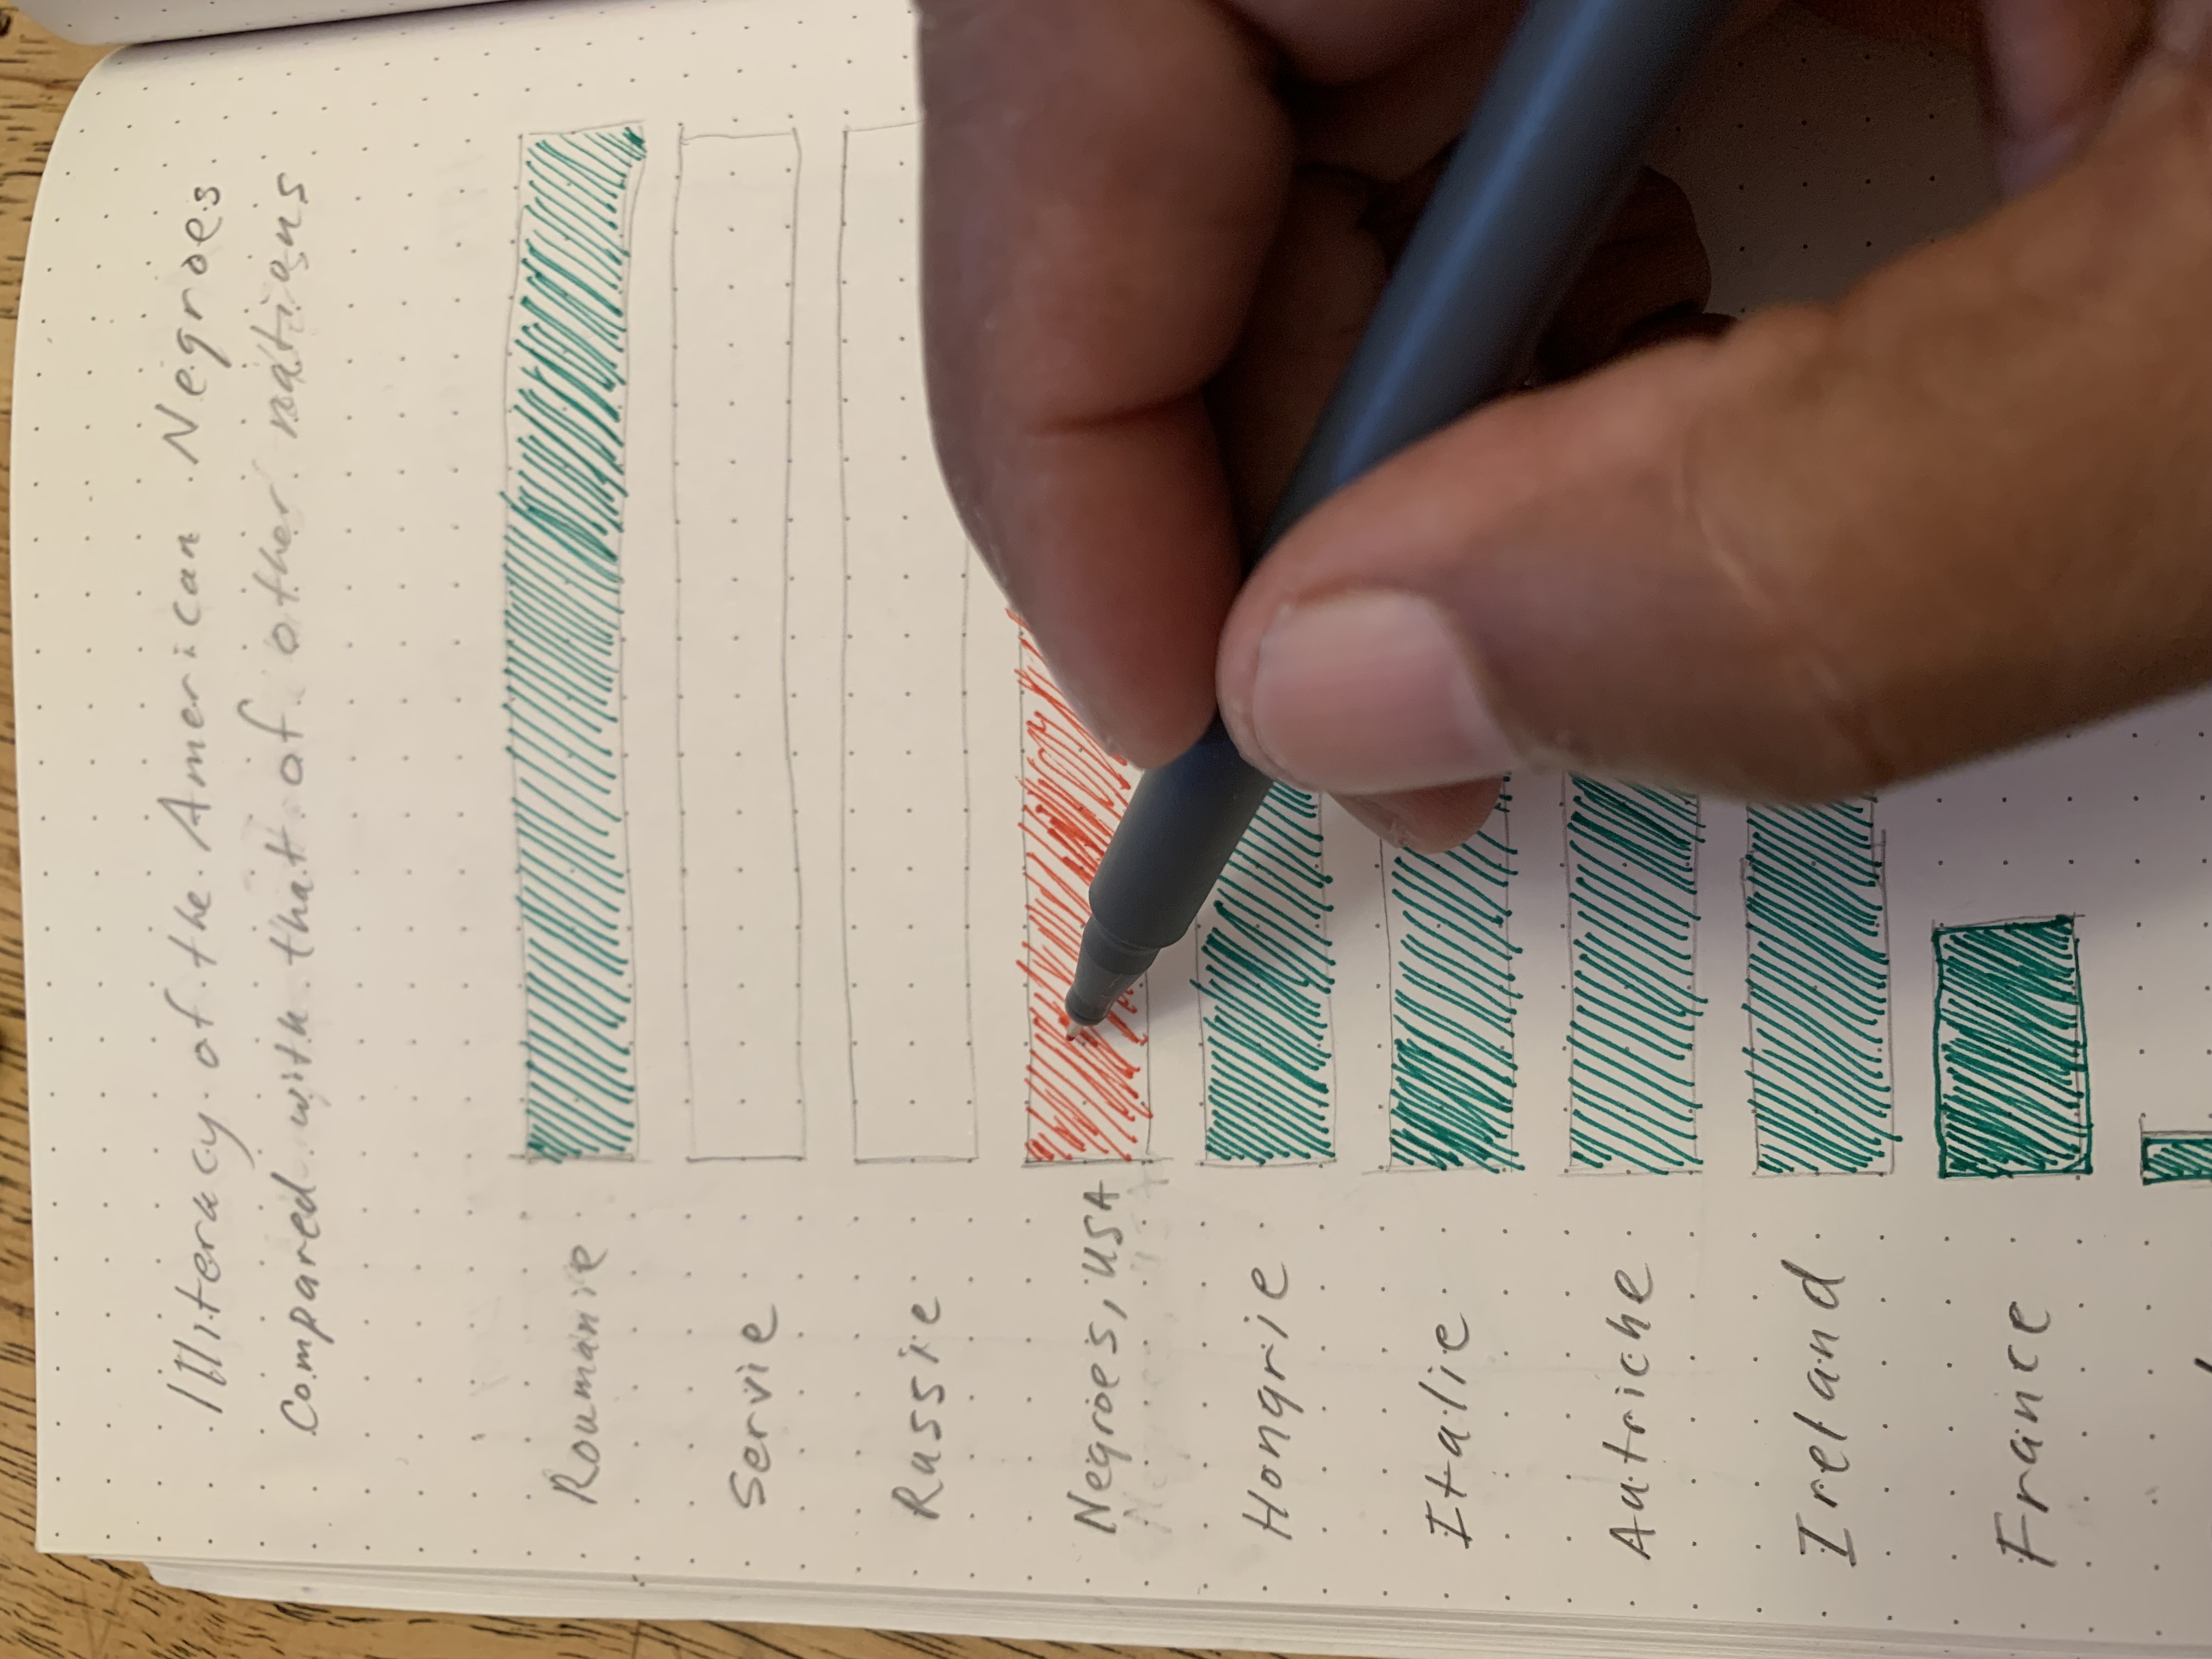 Illiteracy of the American Negroes
compared with that of other nations
Roumanie
Servie
Russie
Negroes, USA
Hongrie
Italie
Autriche
Ireland
France